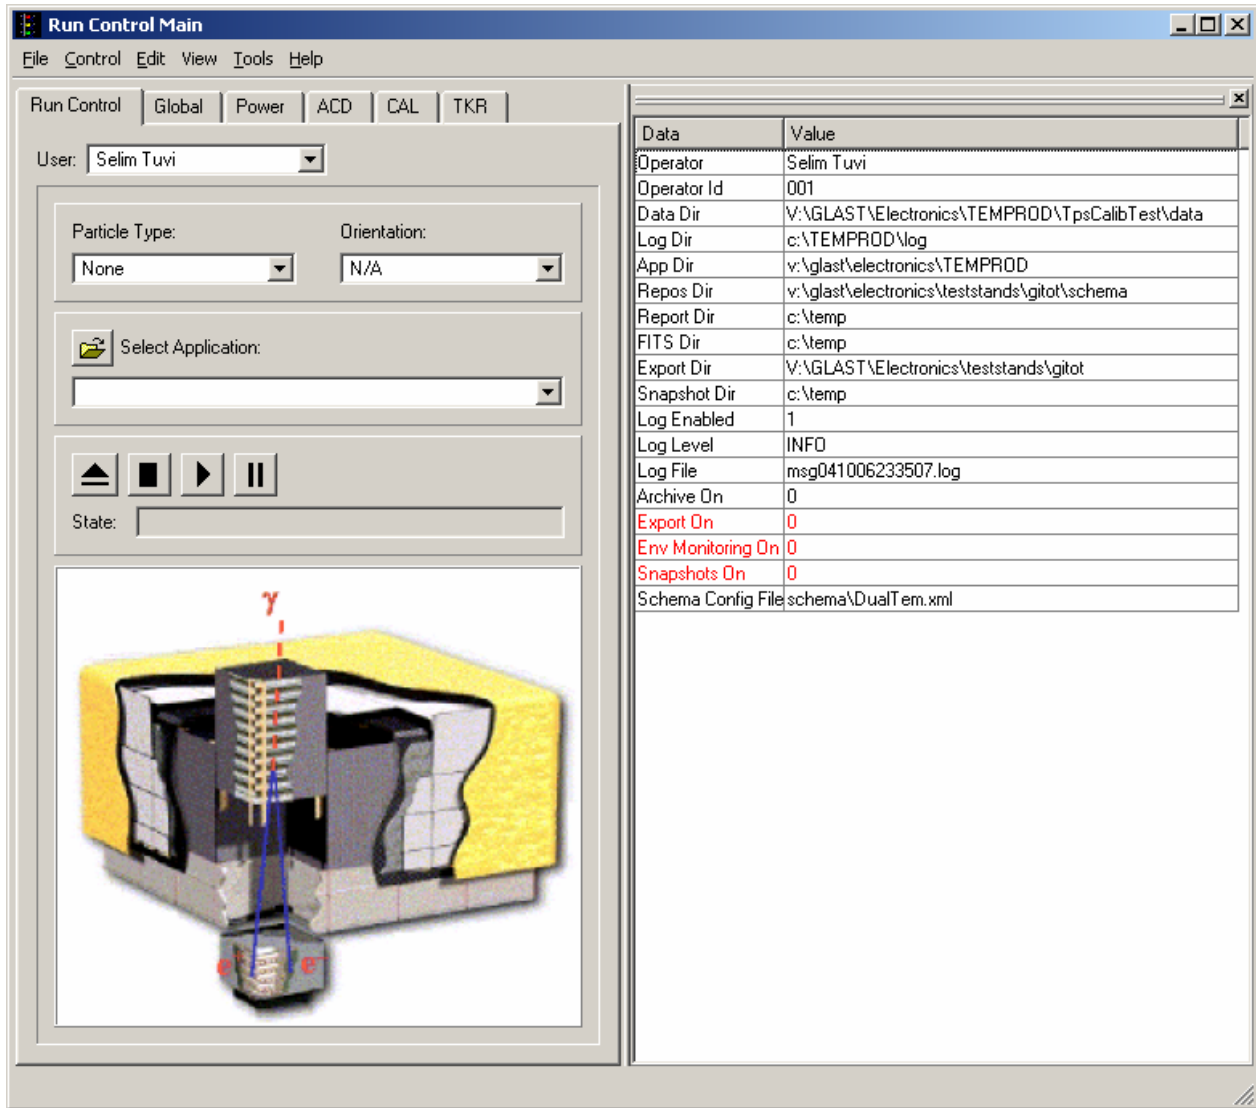 Run Control Main
File Control Edit View Tools Help
Run Control Global Power ACD CAL TKR
User: Selim Tuvi
Particle Type: Orientation:
None N/A
Select Application:
State:
γ
e+ e-
Data Value
Operator Selim Tuvi
Operator Id 001
Data Dir V:\GLAST\Electronics\TEMPROD\TpsCalibTest\data
Log Dir c:\TEMPROD\log
App Dir v:\glast\electronics\TEMPROD
Repos Dir v:\glast\electronics\teststands\gitot\schema
Report Dir c:\temp
FITS Dir c:\temp
Export Dir V:\GLAST\Electronics\teststands\gitot
Snapshot Dir c:\temp
Log Enabled 1
Log Level INFO
Log File msg041006233507.log
Archive On 0
Export On 0
Env Monitoring On 0
Snapshots On 0
Schema Config File schema\DualTem.xml